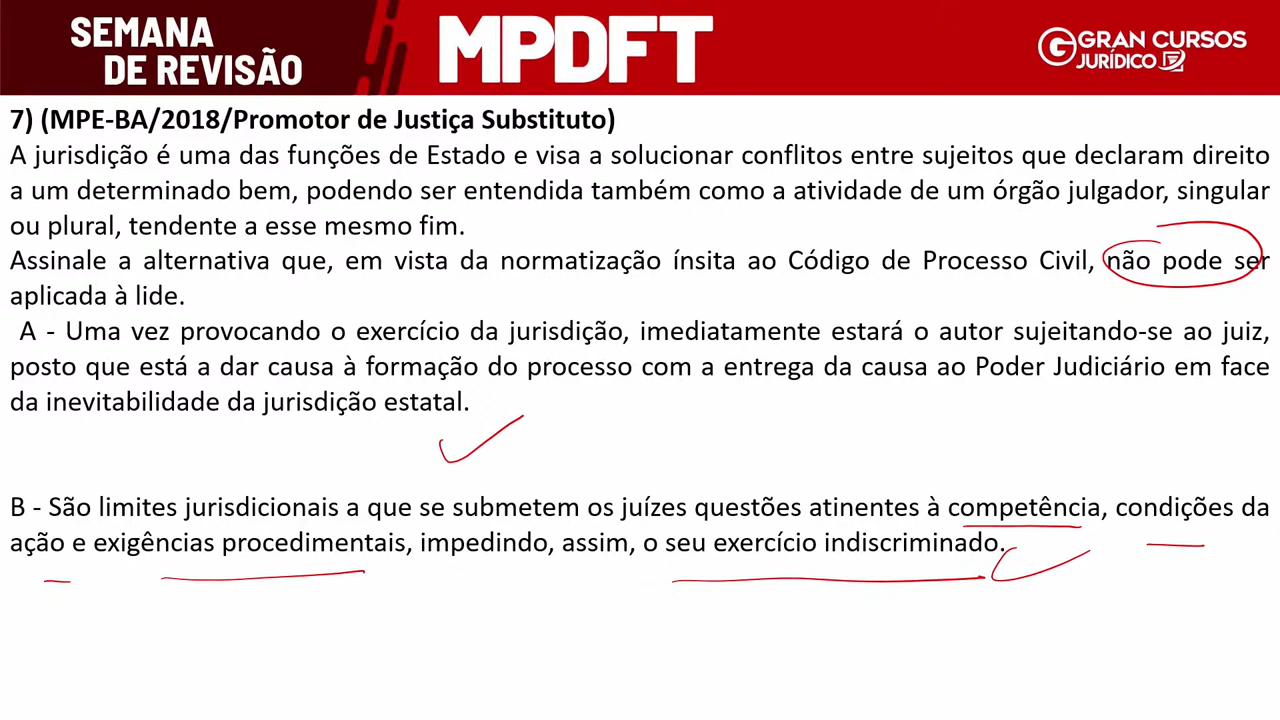 SEMANA
DE REVISÃO
MPDFT
GRAN CURSOS
JURÍDICO
7) (MPE-BA/2018/Promotor de Justiça Substituto)
A jurisdição é uma das funções de Estado e visa a solucionar conflitos entre sujeitos que declaram direito
a um determinado bem, podendo ser entendida também como a atividade de um órgão julgador, singular
ou plural, tendente a esse mesmo fim.
Assinale a alternativa que, em vista da normatização ínsita ao Código de Processo Civil, não pode ser
aplicada à lide.
A - Uma vez provocando o exercício da jurisdição, imediatamente estará o autor sujeitando-se ao juiz,
posto que está a dar causa à formação do processo com a entrega da causa ao Poder Judiciário em face
da inevitabilidade da jurisdição estatal.
B - São limites jurisdicionais a que se submetem os juízes questões atinentes à competência, condições da
ação e exigências procedimentais, impedindo, assim, o seu exercício indiscriminado.